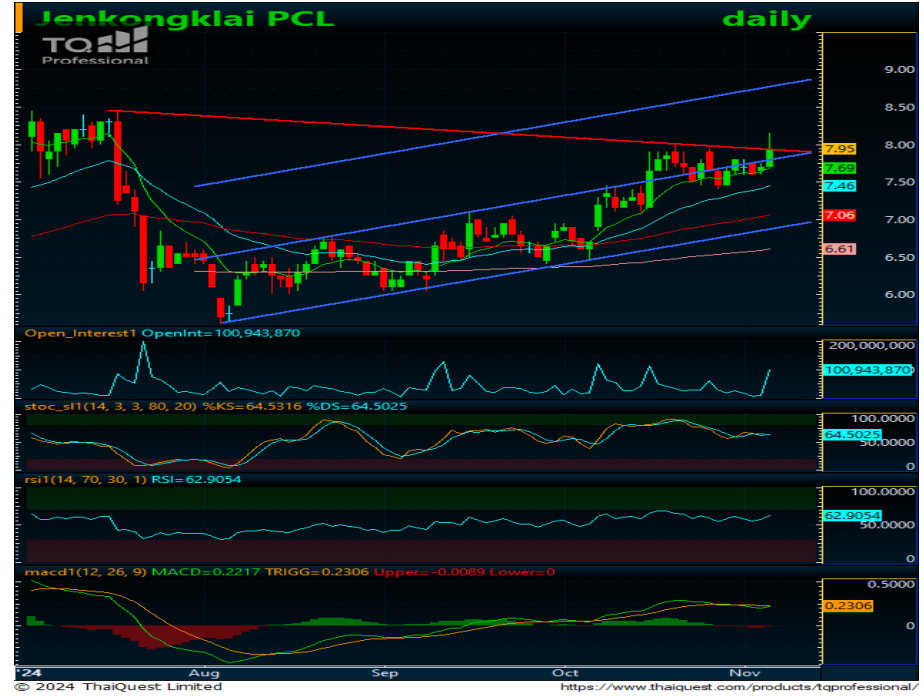 Jenkongklai PCL daily
TQ
Professional
9.00
8.50
8.00
7.95
7.69
7.50
7.46
7.06
7.00
6.61
6.50
6.00
Open_Interest1 OpenInt=100,943,870
200,000,000
100,943,870
stoc_sl1(14, 3, 3, 80, 20) %KS=64.5316 %DS=64.5025
100.0000
64.5025
50.0000
0
rsi1(14, 70, 30, 1) RSI=62.9054
100.0000
62.9054
50.0000
0
macd1(12, 26, 9) MACD=0.2217 TRIGG=0.2306 Upper=-0.0089 Lower=0
0.5000
0.2306
0
'24 Aug Sep Oct Nov
© 2024 ThaiQuest Limited https://www.thaiquest.com/products/tqprofessional/